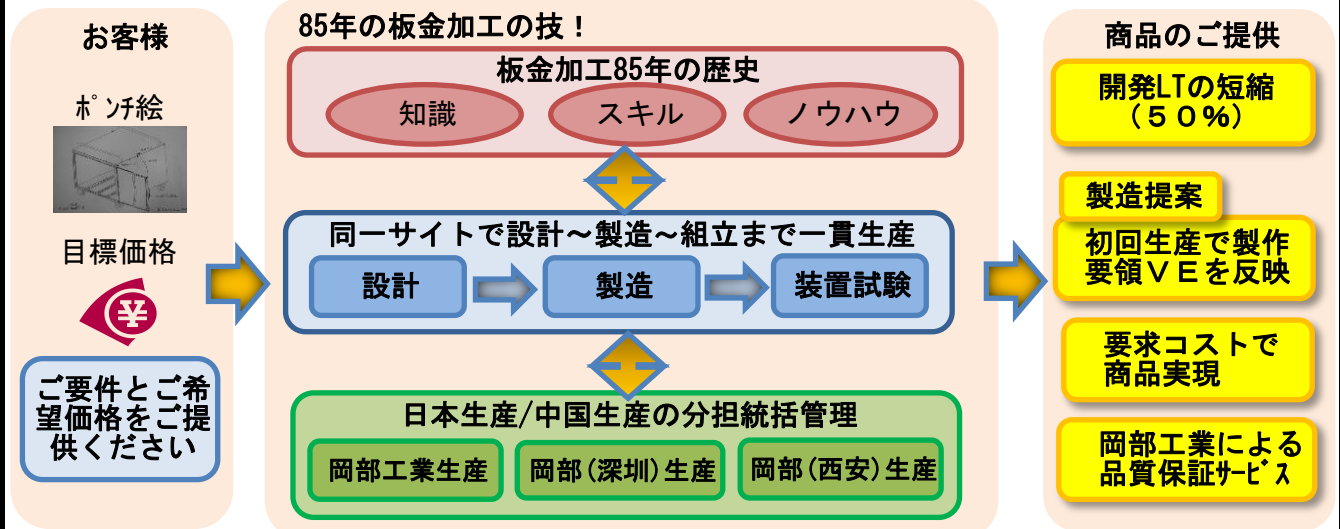 お客様
ポンチ絵
目標価格
¥
ご要件とご希
望価格をご提
供ください
85年の板金加工の技！
板金加工85年の歴史
知識
スキル
ノウハウ
同一サイトで設計～製造～組立まで一貫生産
設計
製造
装置試験
日本生産/中国生産の分担統括管理
岡部工業生産
岡部(深圳)生産
岡部(西安)生産
商品のご提供
開発LTの短縮
（５０％）
製造提案
初回生産で製作
要領ＶＥを反映
要求コストで
商品実現
岡部工業による
品質保証ｻｰﾋﾞｽ